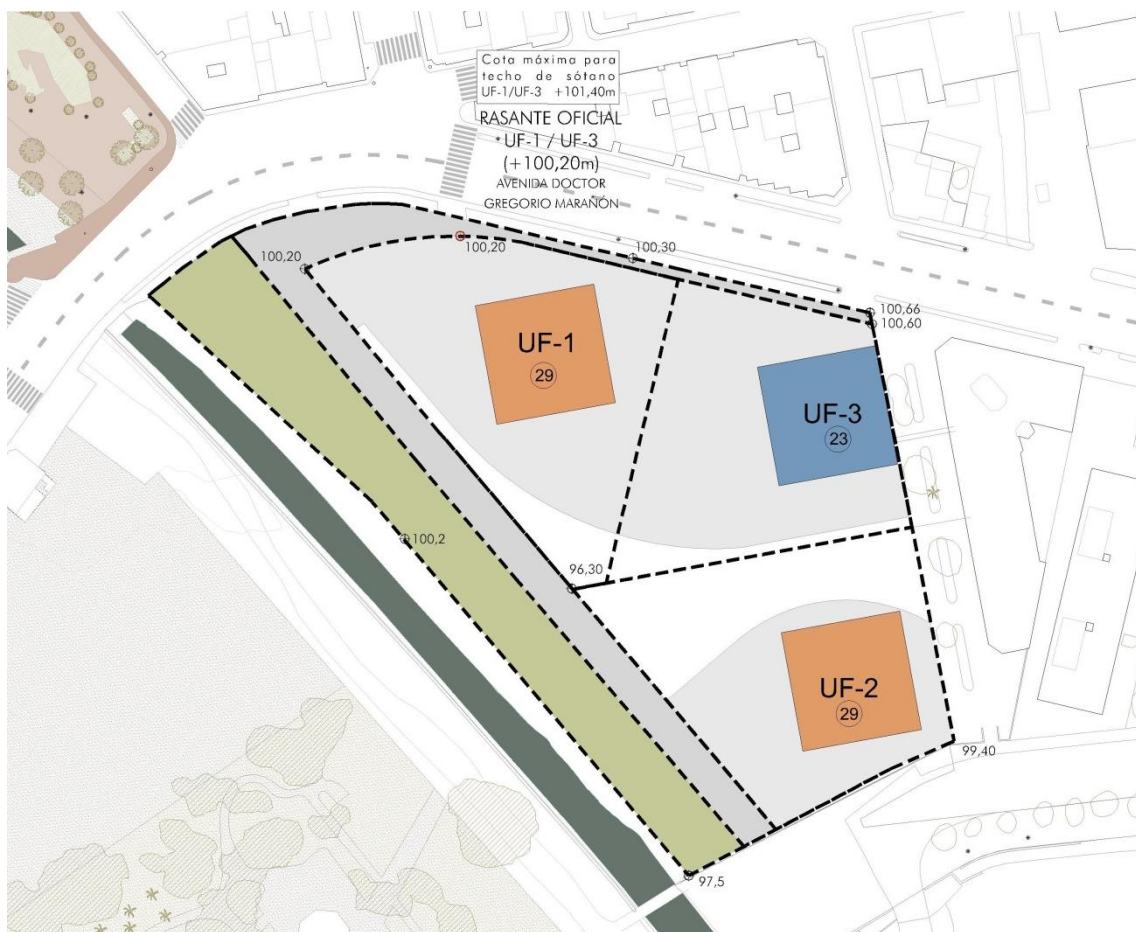 Cota máxima para
techo de sótano
UF-1/UF-3 +101,40m
RASANTE OFICIAL
UF-1 / UF-3
(+100,20m)
AVENIDA DOCTOR
GREGORIO MARAÑÓN
100,20
100,20
100,30
100,66
100,60
UF-1
29
UF-3
23
100,2
96,30
UF-2
29
99,40
97,5